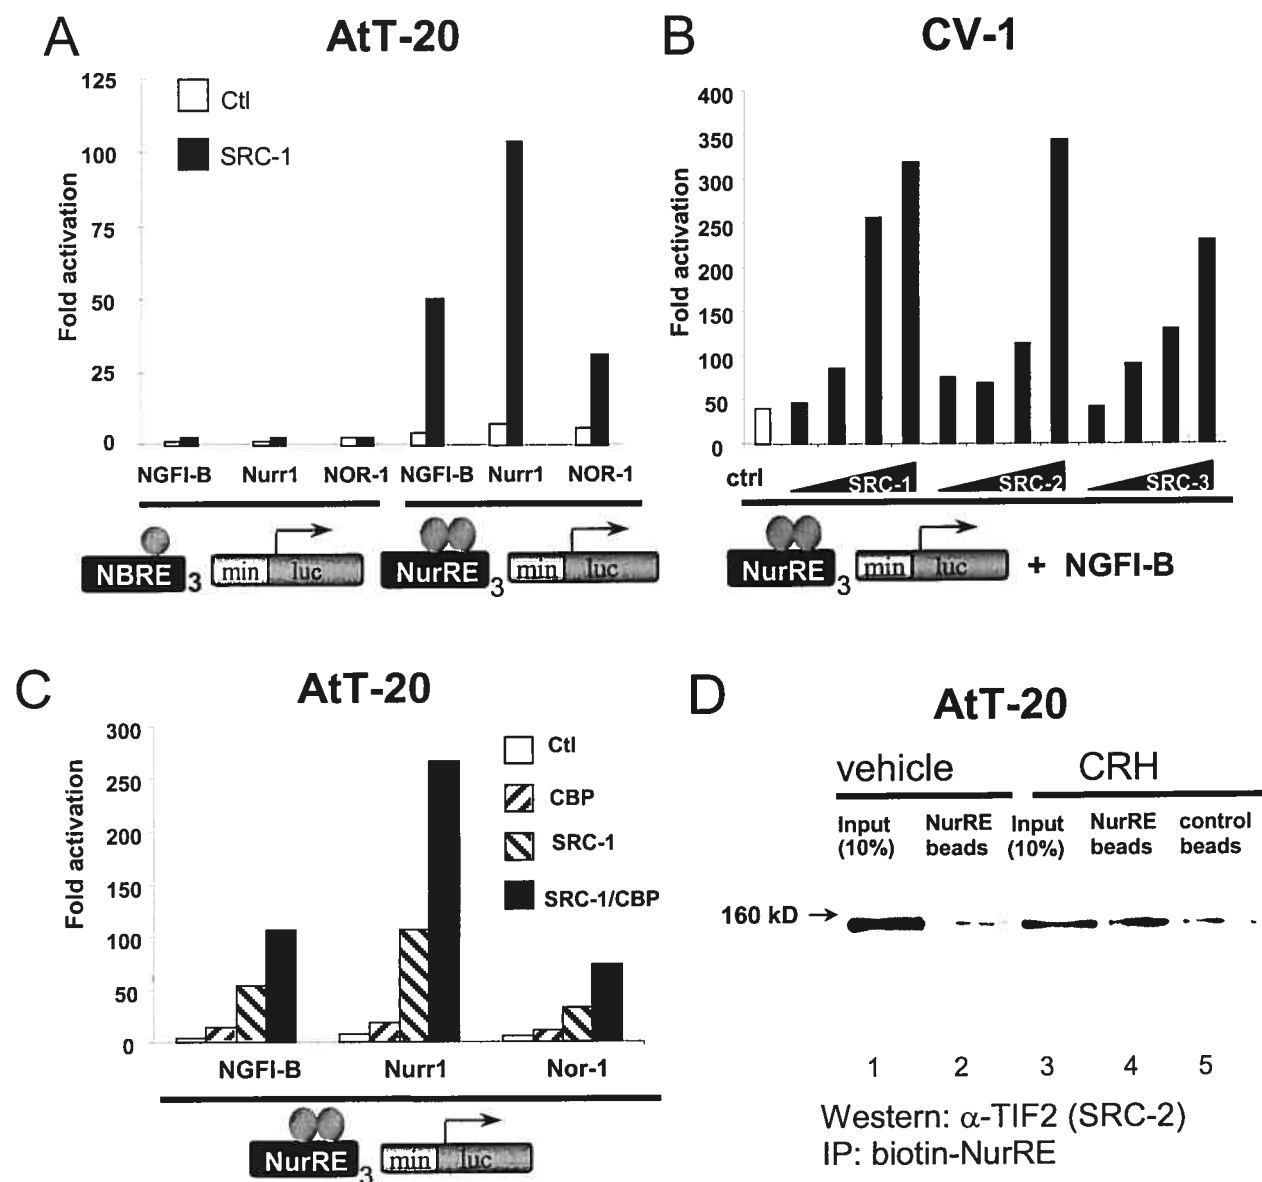 A
AtT-20
125
100
75
50
25
0
Fold activation
Ctl
SRC-1
NGFI-B Nurr1 NOR-1 NGFI-B Nurr1 NOR-1
NBRE 3 min luc NurRE 3 min luc
B
CV-1
400
350
300
250
200
150
100
50
0
Fold activation
ctrl SRC-1 SRC-2 SRC-3
NurRE 3 min luc + NGFI-B
C
AtT-20
300
250
200
150
100
50
0
Fold activation
Ctl
CBP
SRC-1
SRC-1/CBP
NGFI-B Nurr1 Nor-1
NurRE 3 min luc
D
AtT-20
vehicle CRH
Input NurRE Input NurRE control
(10%) beads (10%) beads beads
160 kD →
1 2 3 4 5
Western: α-TIF2 (SRC-2)
IP: biotin-NurRE